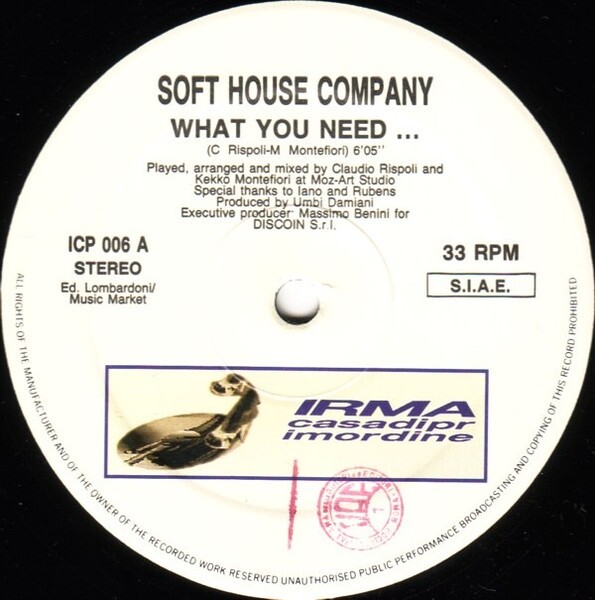 SOFT HOUSE COMPANY
WHAT YOU NEED ...
(C Rispoli-M Montefiori) 6'05''
Played, arranged and mixed by Claudio Rispoli and
Kekko Montefiori at Moz-Art Studio
Special thanks to Iano and Rubens
Produced by Umbi Damiani
Executive producer: Massimo Benini for
DISCOIN S.r.l.
ICP 006 A
STEREO
Ed. Lombardoni/
Music Market
33 RPM
S.I.A.E.
IRMA
casadipr
imordine
ALL RIGHTS OF THE MANUFACTURER AND OF THE OWNER OF THE RECORDED WORK RESERVED UNAUTHORISED PUBLIC PERFORMANCE BROADCASTING AND COPYING OF THIS RECORD PROHIBITED